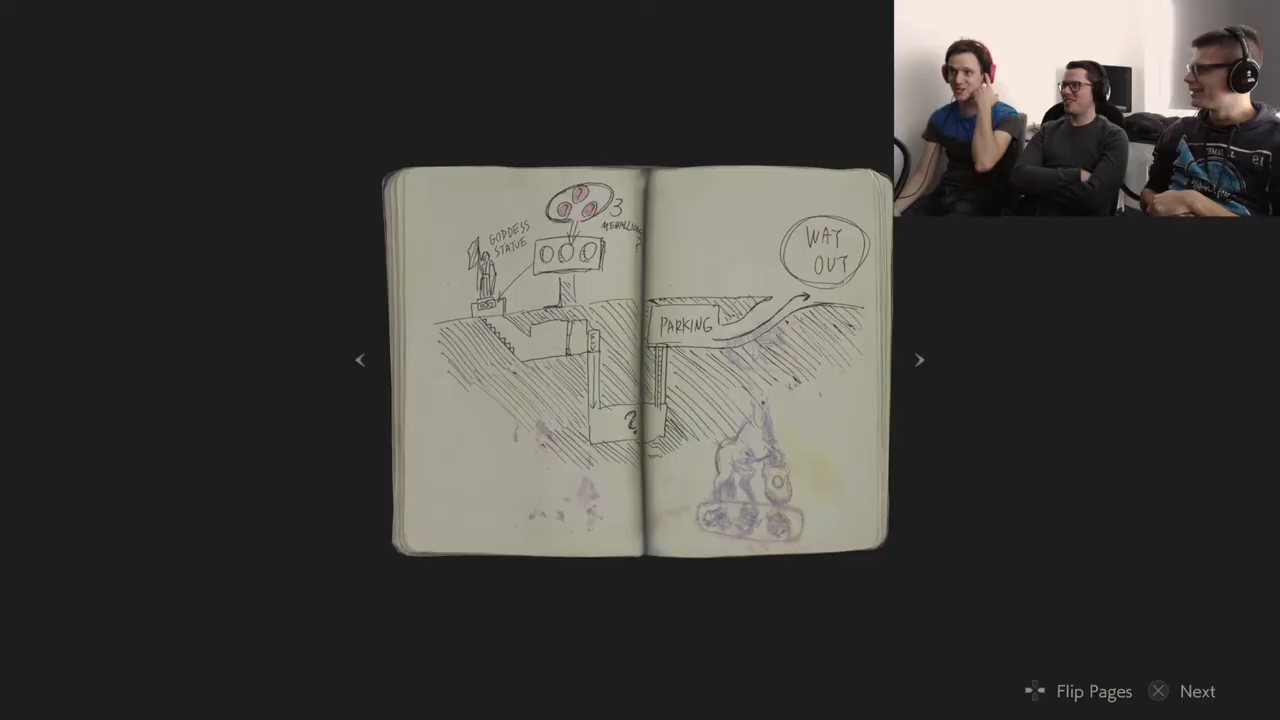 3
MEDALLIONS
?
GODDESS
STATUE
WAY
OUT
PARKING
?
Flip Pages
Next